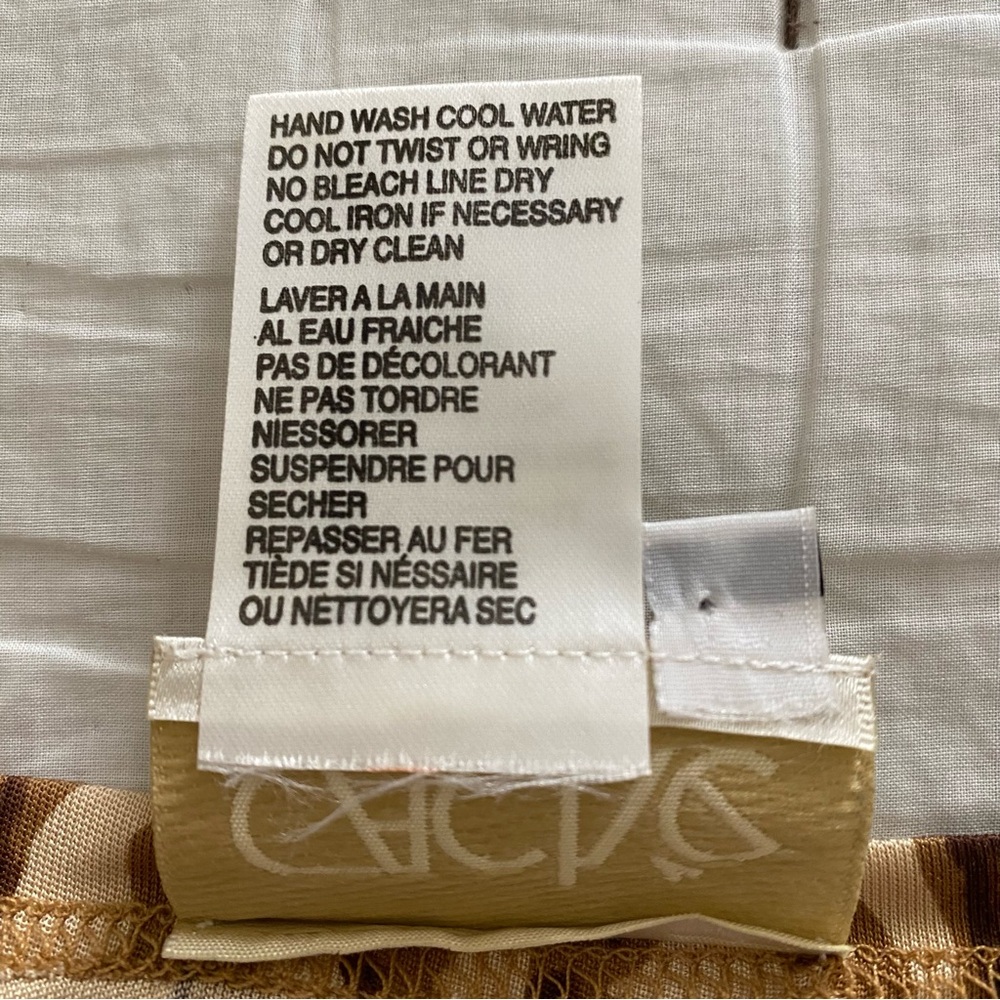 HAND WASH COOL WATER
DO NOT TWIST OR WRING
NO BLEACH LINE DRY
COOL IRON IF NECESSARY
OR DRY CLEAN
LAVER A LA MAIN
AL EAU FRAICHE
PAS DE DÉCOLORANT
NE PAS TORDRE
NIESSORER
SUSPENDRE POUR
SECHER
REPASSER AU FER
TIÈDE SI NÉSSAIRE
OU NETTOYERA SEC